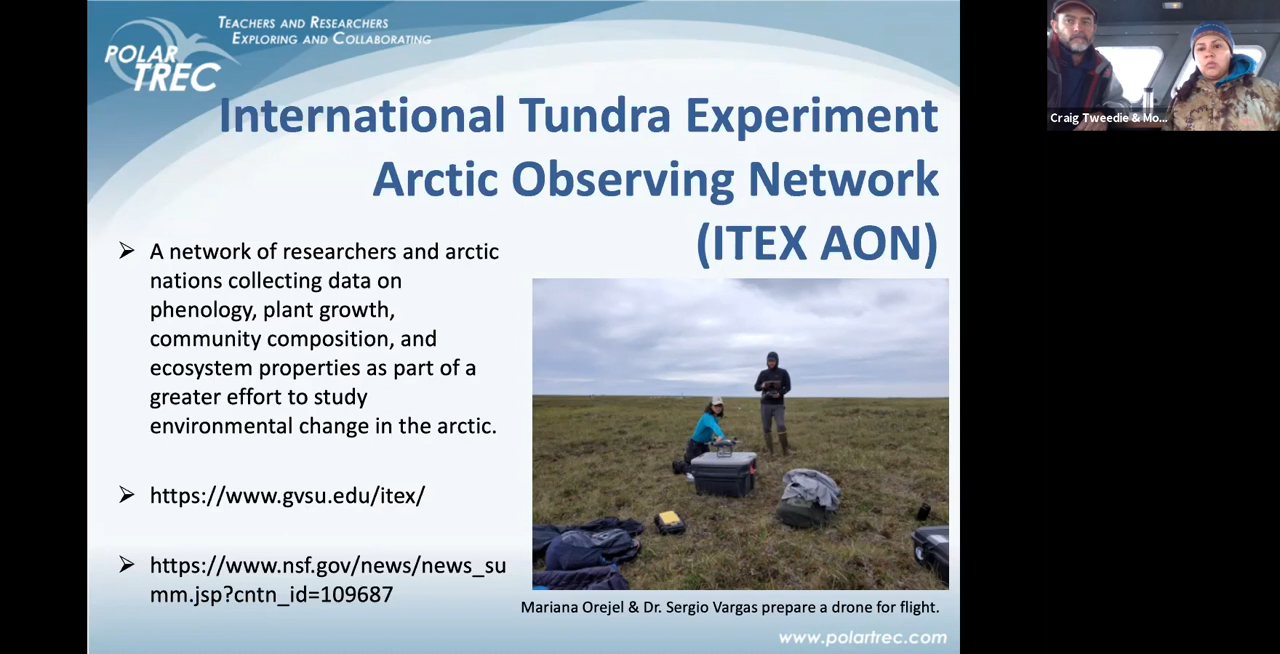 TEACHERS AND RESEARCHERS
EXPLORING AND COLLABORATING
POLAR
TREC
International Tundra Experiment
Arctic Observing Network
(ITEX AON)
➢ A network of researchers and arctic
nations collecting data on
phenology, plant growth,
community composition, and
ecosystem properties as part of a
greater effort to study
environmental change in the arctic.
➢ https://www.gvsu.edu/itex/
➢ https://www.nsf.gov/news/news_su
mm.jsp?cntn_id=109687
Mariana Orejel & Dr. Sergio Vargas prepare a drone for flight.
www.polartrec.com
Craig Tweedie & Mo...